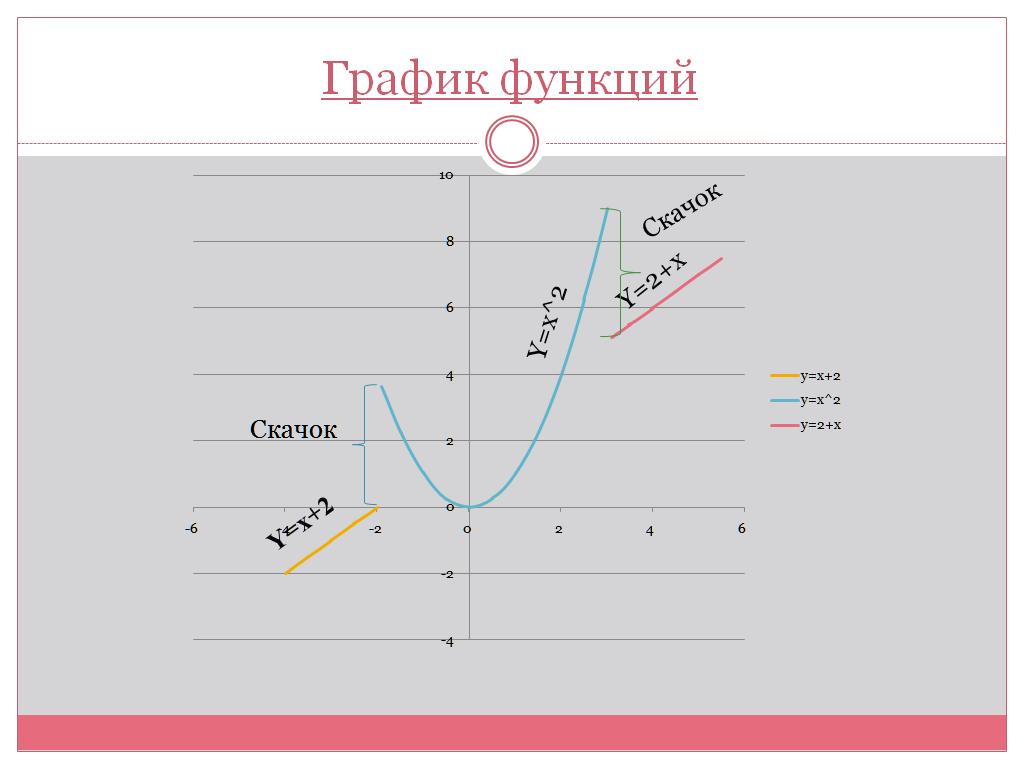 График функций
10
8
6
4
2
0
-2
-4
-6
-4
-2
0
2
4
6
Скачок
Y=2+x
Y=x^2
Скачок
Y=x+2
y=x+2
y=x^2
y=2+x